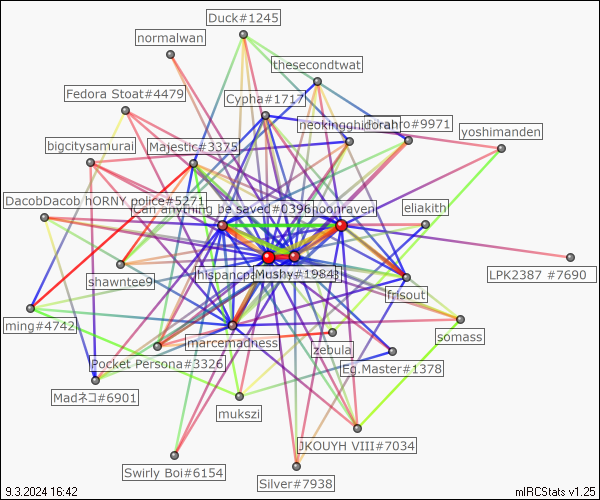 Duck#1245
normalwan
thesecondtwat
Fedora Stoat#4479
Cypha#1717
neokingghidorah
#9971
yoshimanden
bigcitysamurai
Majestic#3375
DacobDacob hORNY police#5271
Can anything be saved#0396
moonraven
eliakith
Mushy#1984
LPK2387 #7690
shawntee9
frisout
ming#4742
marcemadness
zebula
somass
Pocket Persona#3326
Eg.Master#1378
Madネコ#6901
mukszi
JKOUYH VIII#7034
Swirly Boi#6154
Silver#7938
9.3.2024 16:42
mIRCStats v1.25